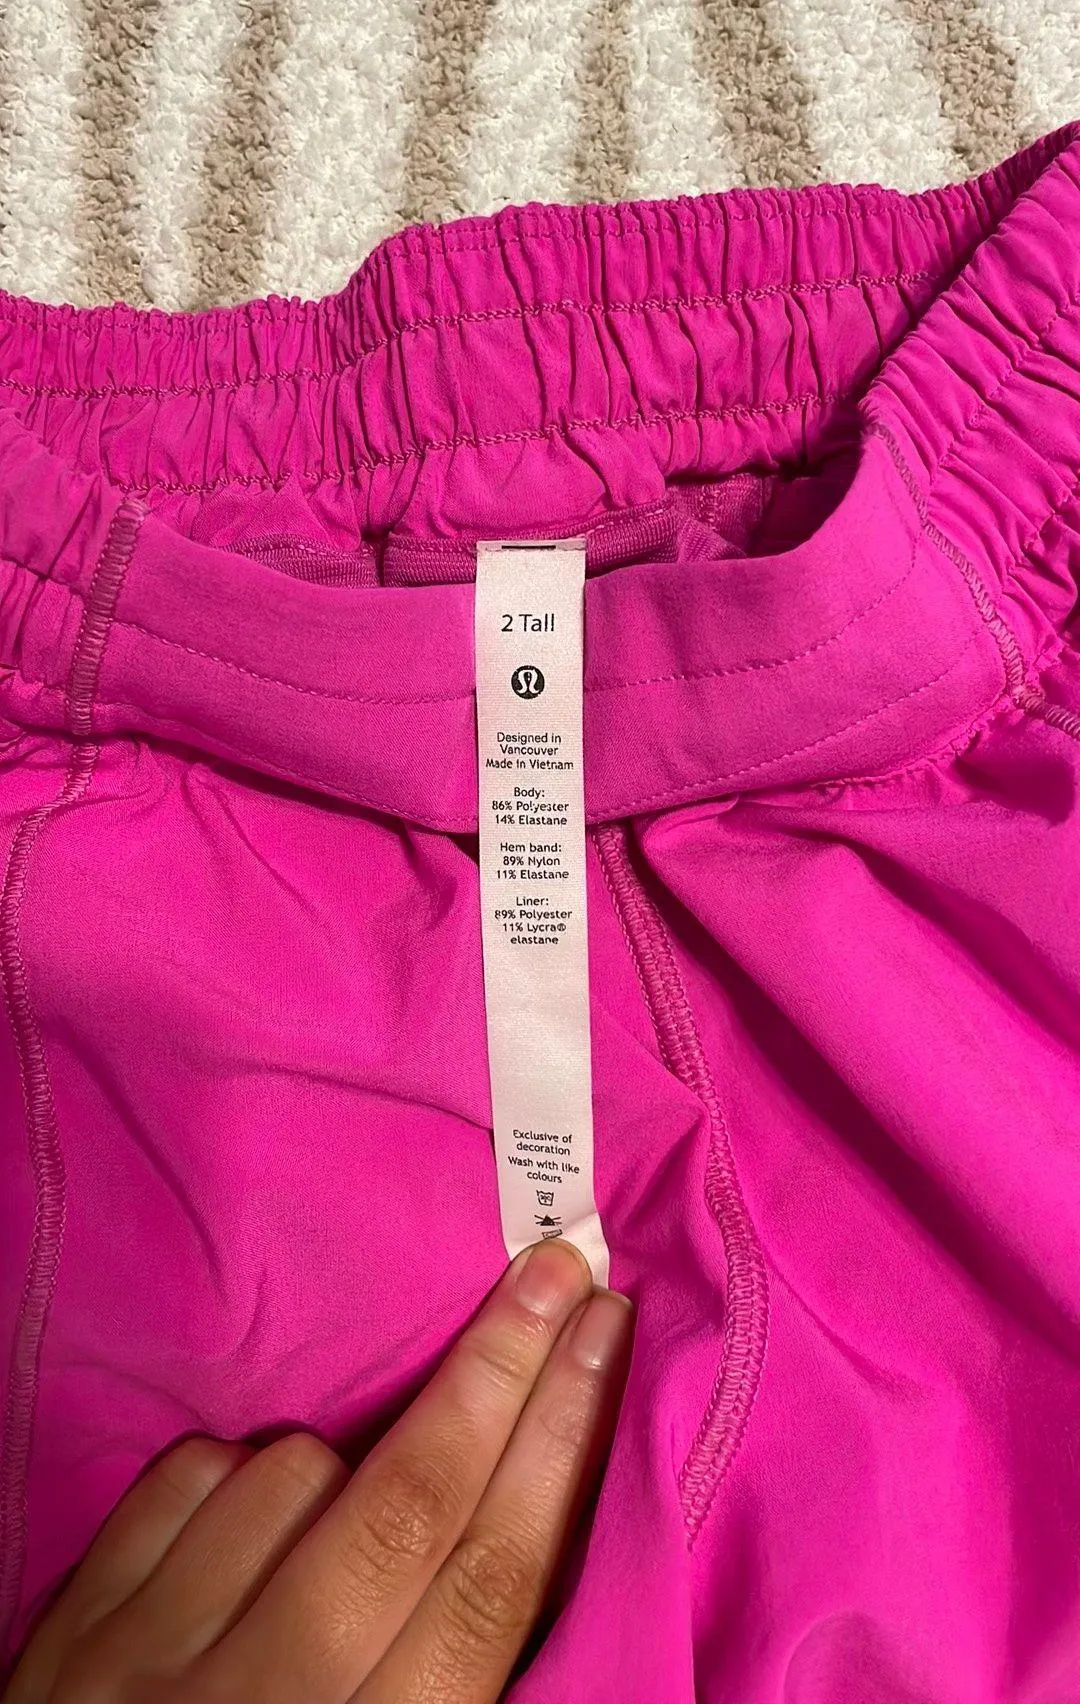 2 Tall
Designed in
Vancouver
Made in Vietnam
Body:
86% Polyester
14% Elastane
Hem band:
89% Nylon
11% Elastane
Liner:
89% Polyester
11% Lycra®
elastane
Exclusive of
decoration
Wash with like
colours